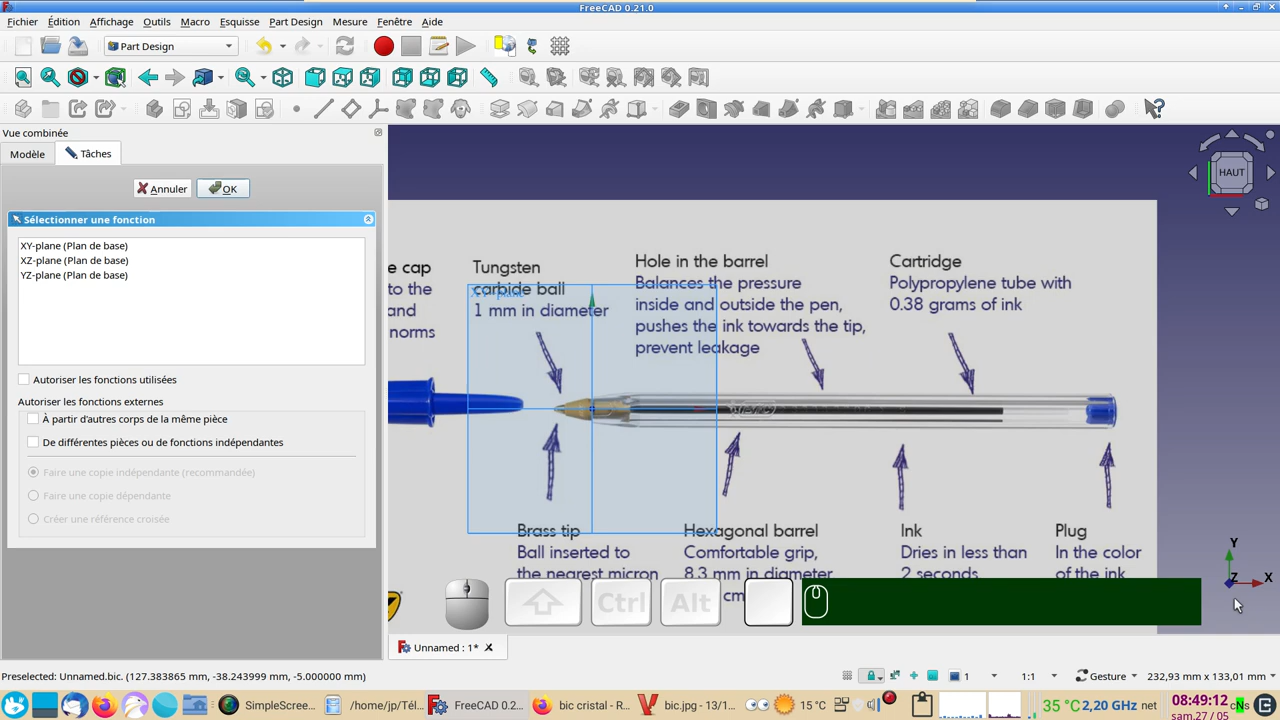 FreeCAD 0.21.0
Fichier Édition Affichage Outils Macro Esquisse Part Design Mesure Fenêtre Aide
Part Design
Vue combinée
Modèle Tâches
Annuler OK
Sélectionner une fonction
XY-plane (Plan de base)
XZ-plane (Plan de base)
YZ-plane (Plan de base)
Autoriser les fonctions utilisées
Autoriser les fonctions externes
À partir d'autres corps de la même pièce
De différentes pièces ou de fonctions indépendantes
Faire une copie indépendante (recommandée)
Faire une copie dépendante
Créer une référence croisée
HAUT
e cap
to the
and
norms
Tungsten
carbide ball
1 mm in diameter
Hole in the barrel
Balances the pressure
inside and outside the pen,
pushes the ink towards the tip,
prevent leakage
Cartridge
Polypropylene tube with
0.38 grams of ink
Brass tip
Ball inserted to
the nearest micron
Hexagonal barrel
Comfortable grip,
8.3 mm in diameter
cm
Ink
Dries in less than
2 seconds
Plug
In the color
of the ink
Y
Z
X
Ctrl Alt
Unnamed : 1*
Preselected: Unnamed.bic. (127.383865 mm, -38.243999 mm, -5.000000 mm)
1 1:1 Gesture 232,93 mm x 133,01 mm
SimpleScree...
/home/jp/Tél...
FreeCAD 0.2...
bic cristal - R...
bic.jpg - 13/1...
15 °C
35 °C 2,20 GHz net
08:49:12
sam.27 / 05